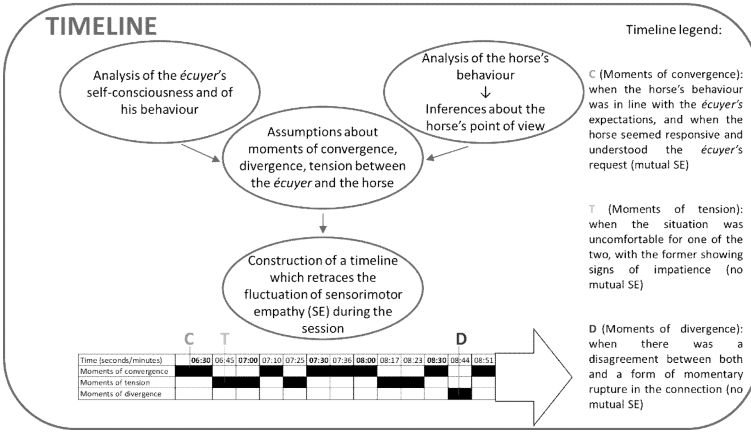 TIMELINE
Analysis of the écuyer's
self-consciousness and of
his behaviour
Analysis of the horse's
behaviour
↓
Inferences about the
horse's point of view
Assumptions about
moments of convergence,
divergence, tension between
the écuyer and the horse
Construction of a timeline
which retraces the
fluctuation of sensorimotor
empathy (SE) during the
session
C T D
Time (seconds/minutes) 06:30 06:45 07:00 07:10 07:25 07:30 07:36 08:00 08:17 08:23 08:30 08:44 08:51
Moments of convergence
Moments of tension
Moments of divergence
Timeline legend:
C (Moments of convergence):
when the horse's behaviour
was in line with the écuyer's
expectations, and when the
horse seemed responsive and
understood the écuyer's
request (mutual SE)
T (Moments of tension):
when the situation was
uncomfortable for one of the
two, with the former showing
signs of impatience (no
mutual SE)
D (Moments of divergence):
when there was a
disagreement between both
and a form of momentary
rupture in the connection (no
mutual SE)